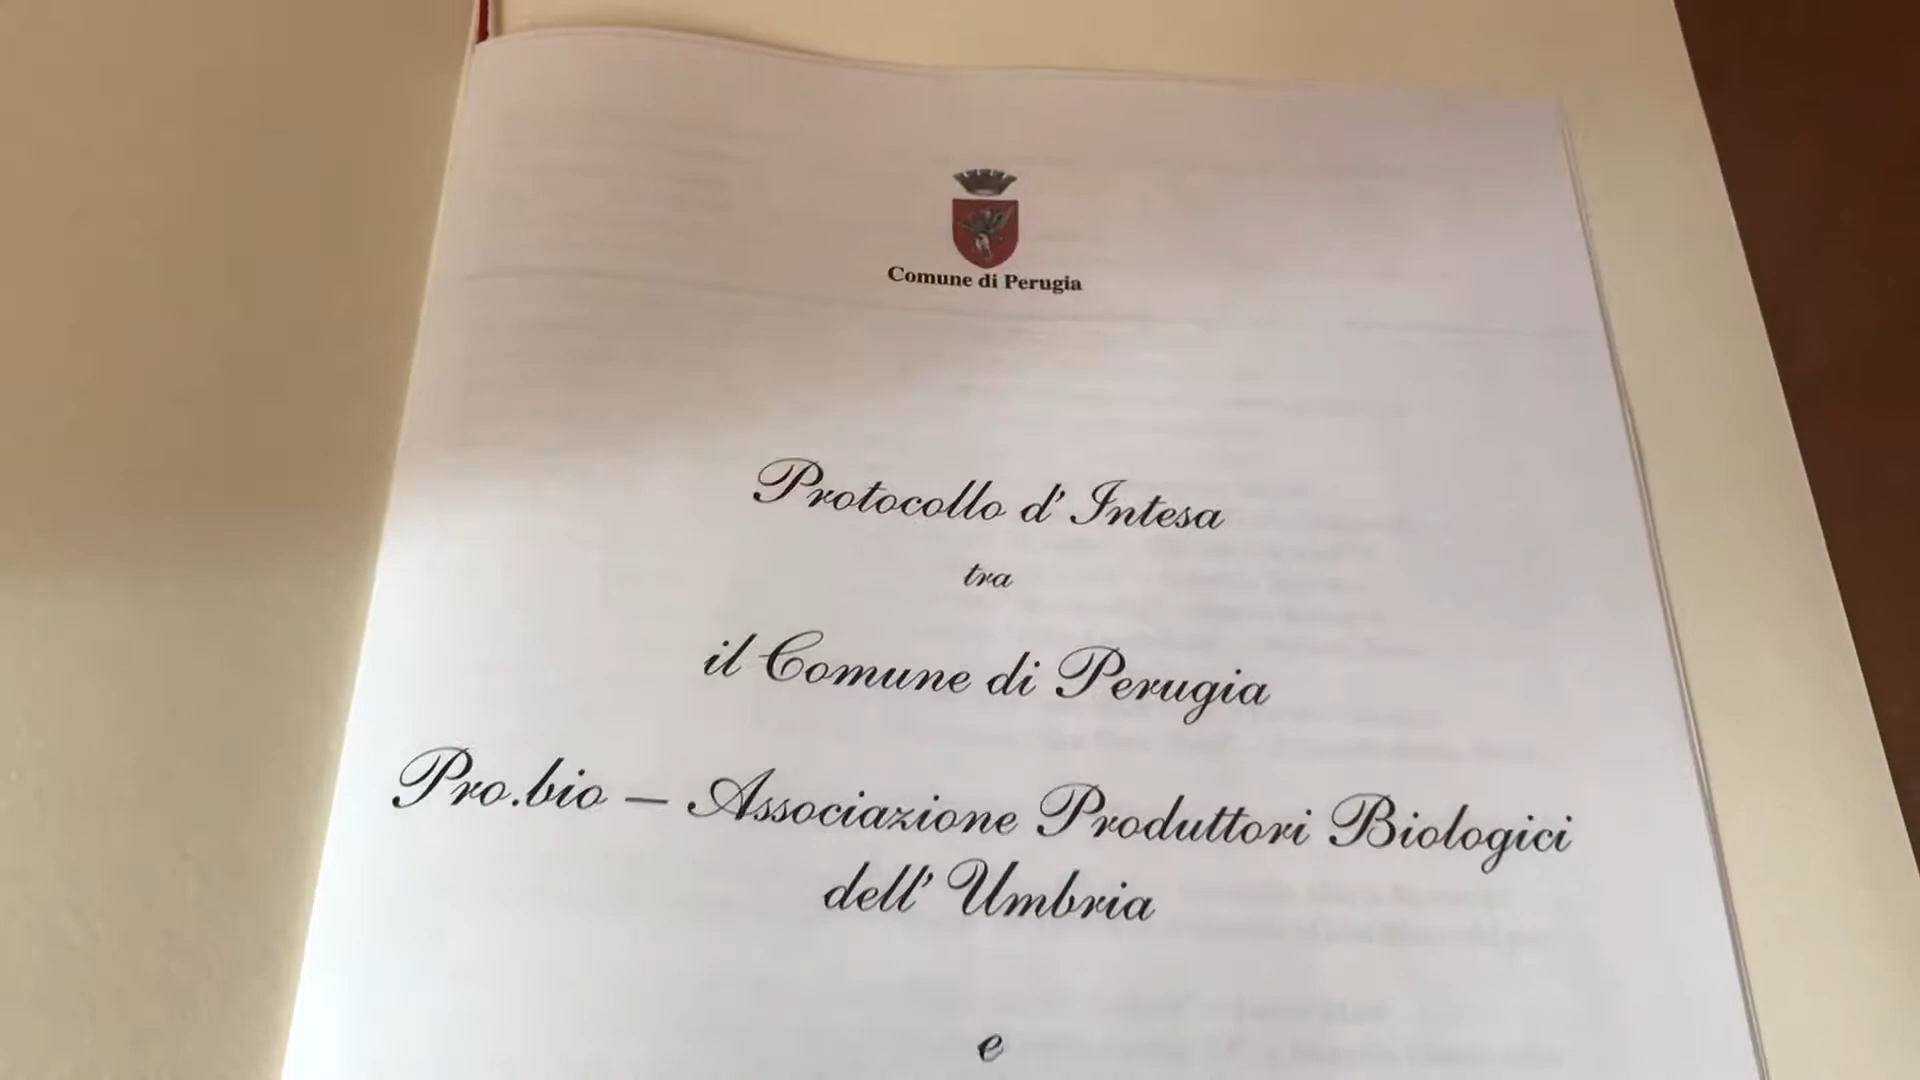 Comune di Perugia
Protocollo d' Intesa
tra
il Comune di Perugia
Pro.bio – Associazione Produttori Biologici
dell' Umbria
e